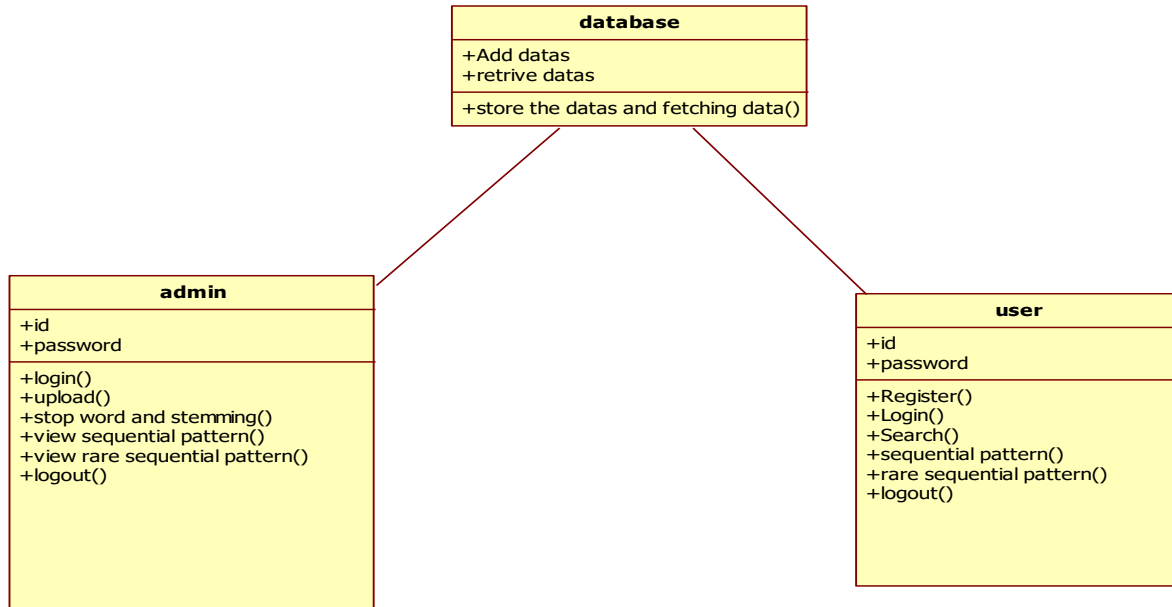 database
+Add datas
+retrive datas
+store the datas and fetching data()
admin
+id
+password
+login()
+upload()
+stop word and stemming()
+view sequential pattern()
+view rare sequential pattern()
+logout()
user
+id
+password
+Register()
+Login()
+Search()
+sequential pattern()
+rare sequential pattern()
+logout()